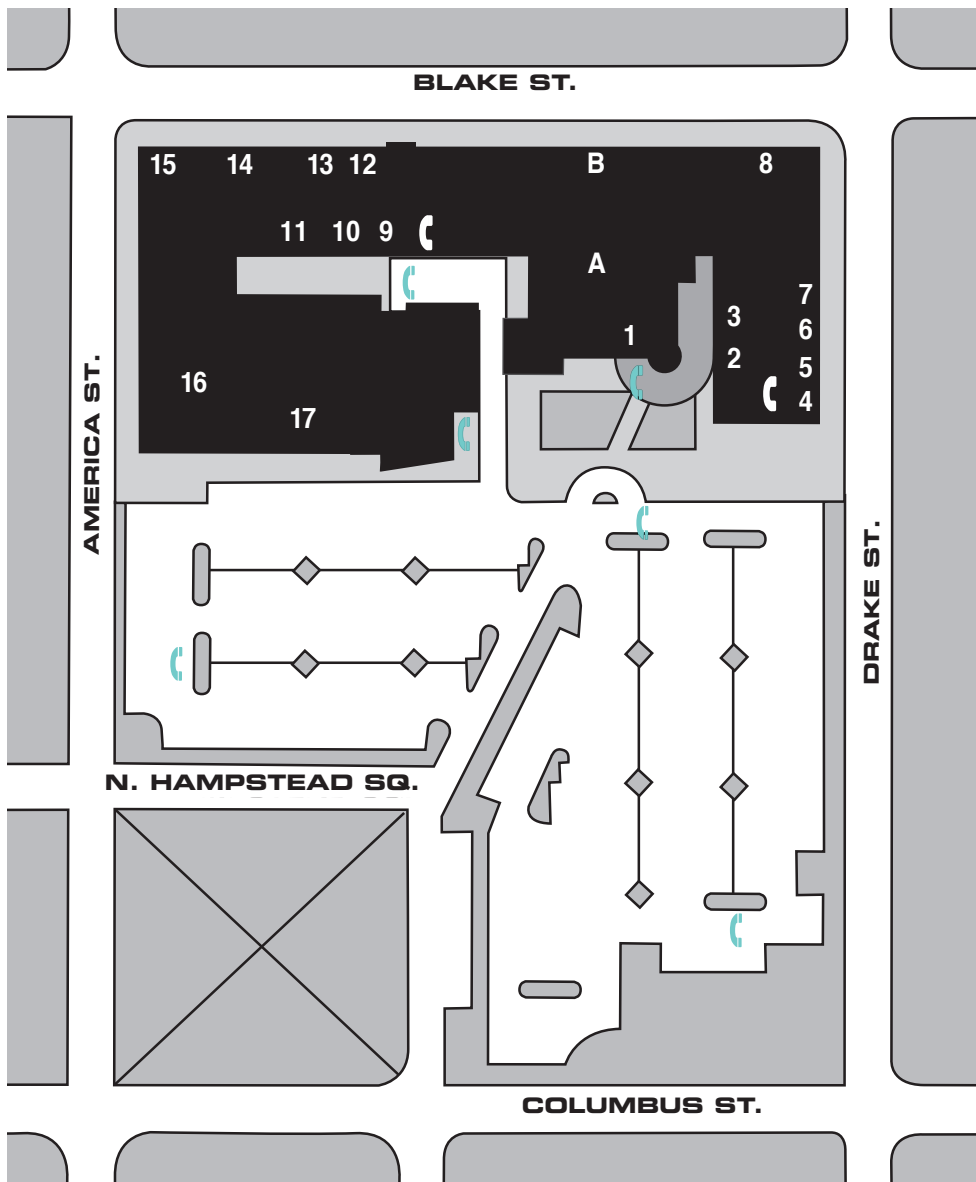 BLAKE ST.
15 14 13 12 B 8
11 10 9
A
7
3
6
1
2
5
4
16
17
AMERICA ST.
DRAKE ST.
N. HAMPSTEAD SQ.
COLUMBUS ST.